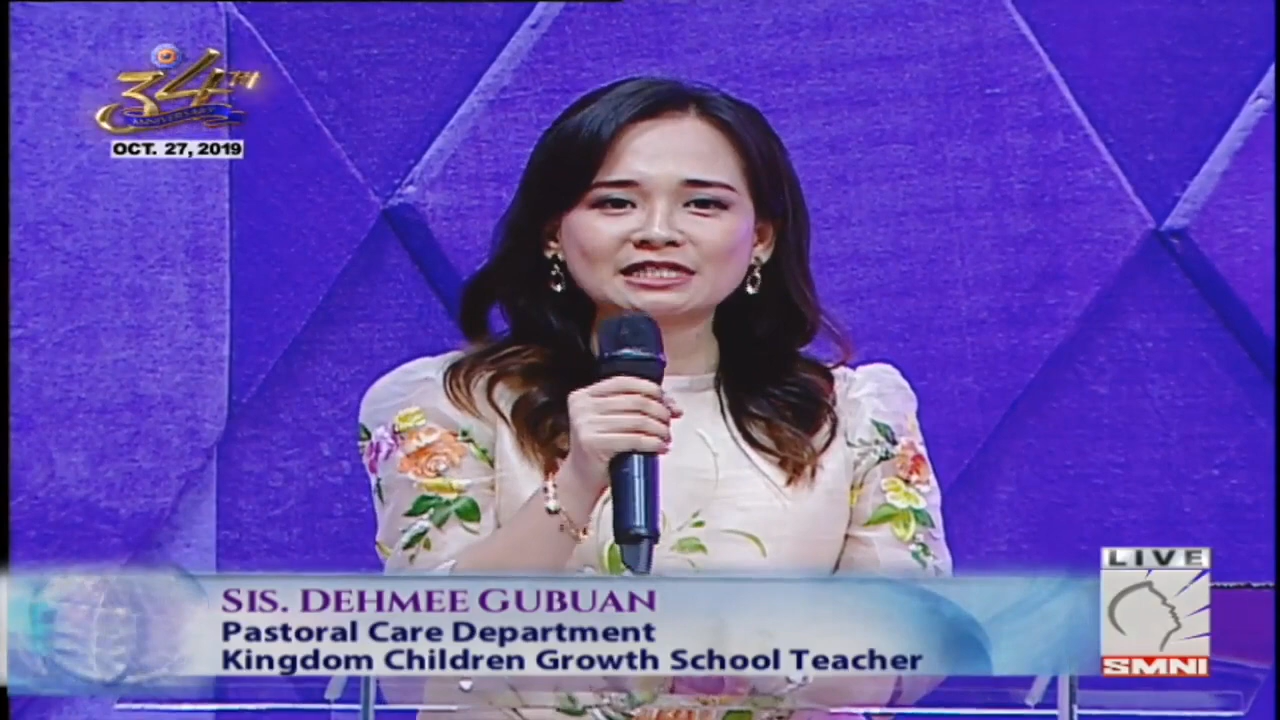 34TH
ANNIVERSARY
OCT. 27, 2019
SIS. DEHMEE GUBUAN
Pastoral Care Department
Kingdom Children Growth School Teacher
LIVE
SMNI